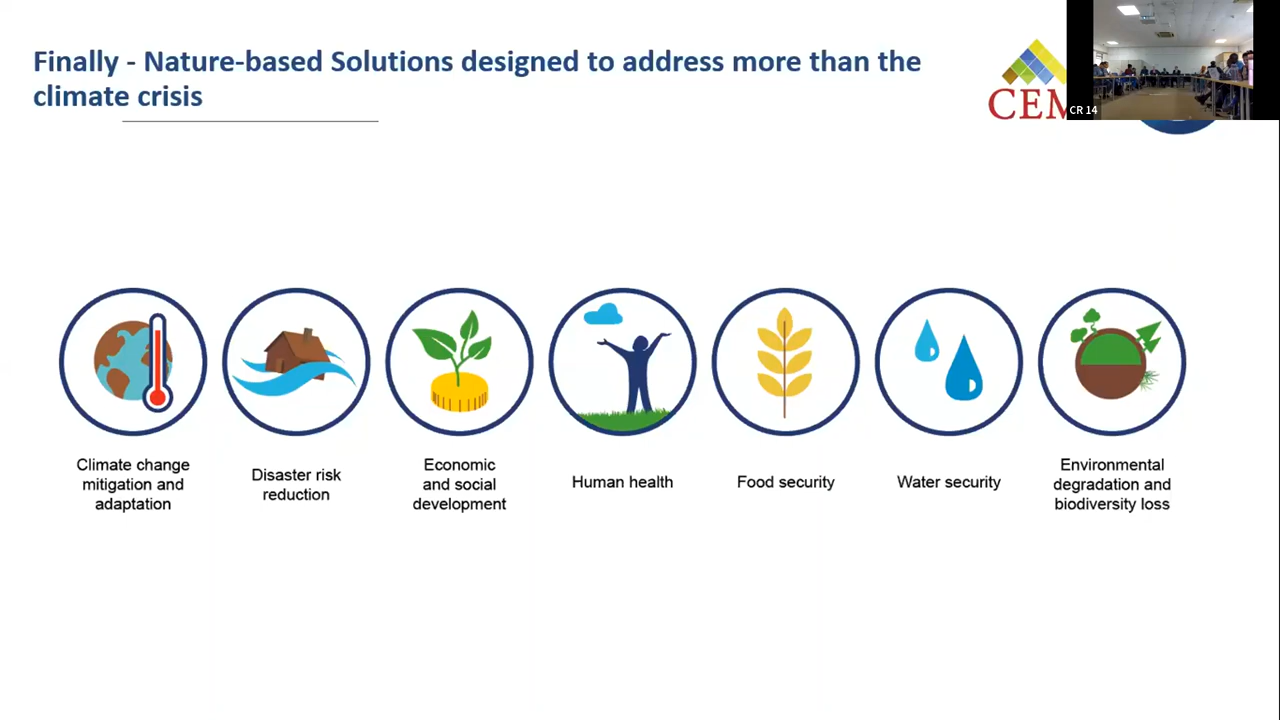 Finally - Nature-based Solutions designed to address more than the
climate crisis
CEM
CR 14
Climate change
mitigation and
adaptation
Disaster risk
reduction
Economic
and social
development
Human health
Food security
Water security
Environmental
degradation and
biodiversity loss